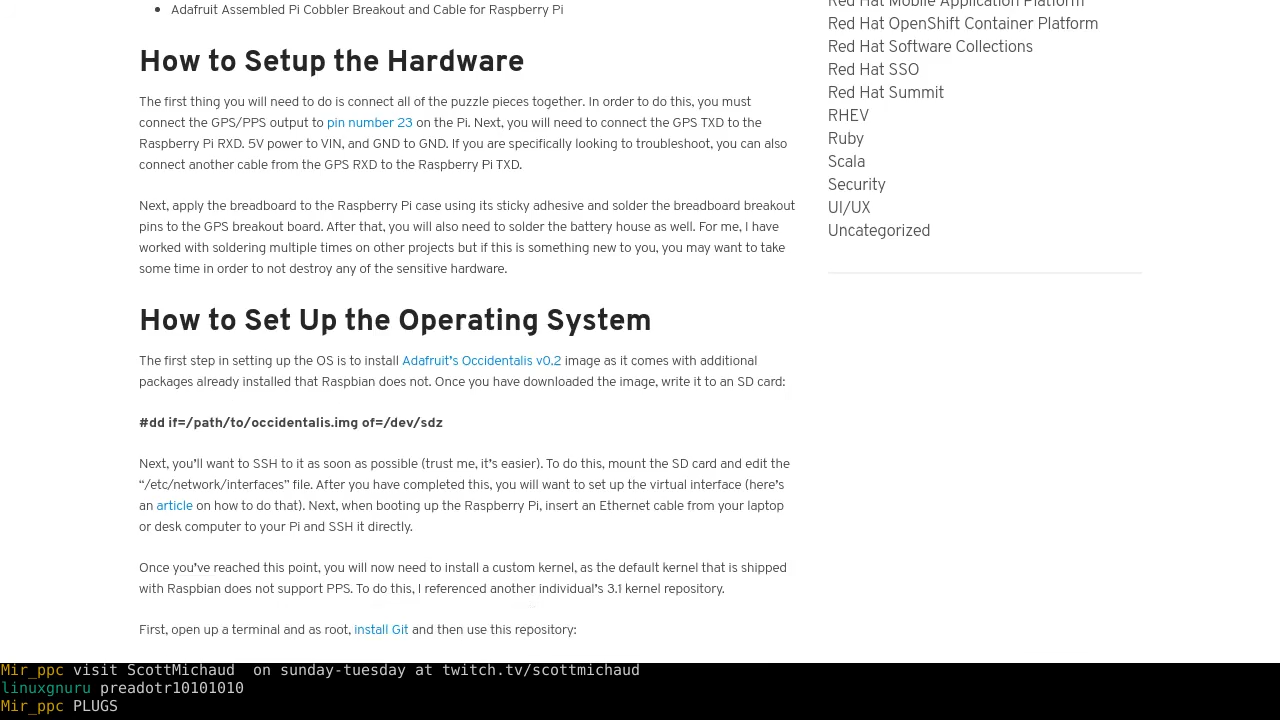 Adafruit Assembled Pi Cobbler Breakout and Cable for Raspberry Pi
How to Setup the Hardware
The first thing you will need to do is connect all of the puzzle pieces together. In order to do this, you must
connect the GPS/PPS output to pin number 23 on the Pi. Next, you will need to connect the GPS TXD to the
Raspberry Pi RXD. 5V power to VIN, and GND to GND. If you are specifically looking to troubleshoot, you can also
connect another cable from the GPS RXD to the Raspberry Pi TXD.
Next, apply the breadboard to the Raspberry Pi case using its sticky adhesive and solder the breadboard breakout
pins to the GPS breakout board. After that, you will also need to solder the battery house as well. For me, I have
worked with soldering multiple times on other projects but if this is something new to you, you may want to take
some time in order to not destroy any of the sensitive hardware.
How to Set Up the Operating System
The first step in setting up the OS is to install Adafruit’s Occidentalis v0.2 image as it comes with additional
packages already installed that Raspbian does not. Once you have downloaded the image, write it to an SD card:
#dd if=/path/to/occidentalis.img of=/dev/sdz
Next, you’ll want to SSH to it as soon as possible (trust me, it’s easier). To do this, mount the SD card and edit the
“/etc/network/interfaces” file. After you have completed this, you will want to set up the virtual interface (here’s
an article on how to do that). Next, when booting up the Raspberry Pi, insert an Ethernet cable from your laptop
or desk computer to your Pi and SSH it directly.
Once you’ve reached this point, you will now need to install a custom kernel, as the default kernel that is shipped
with Raspbian does not support PPS. To do this, I referenced another individual’s 3.1 kernel repository.
First, open up a terminal and as root, install Git and then use this repository:
Red Hat Mobile Application Platform
Red Hat OpenShift Container Platform
Red Hat Software Collections
Red Hat SSO
Red Hat Summit
RHEV
Ruby
Scala
Security
UI/UX
Uncategorized
Mir_ppc visit ScottMichaud  on sunday-tuesday at twitch.tv/scottmichaud
linuxgnuru preadotr10101010
Mir_ppc PLUGS